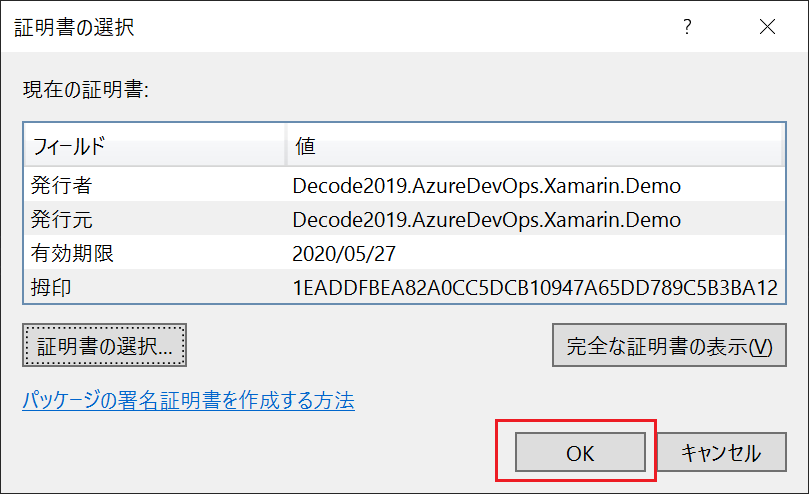 証明書の選択
?
現在の証明書:
フィールド 値
発行者 Decode2019.AzureDevOps.Xamarin.Demo
発行元 Decode2019.AzureDevOps.Xamarin.Demo
有効期限 2020/05/27
拇印 1EADDFBEA82A0CC5DCB10947A65DD789C5B3BA12
証明書の選択... 完全な証明書の表示(V)
パッケージの署名証明書を作成する方法
OK キャンセル